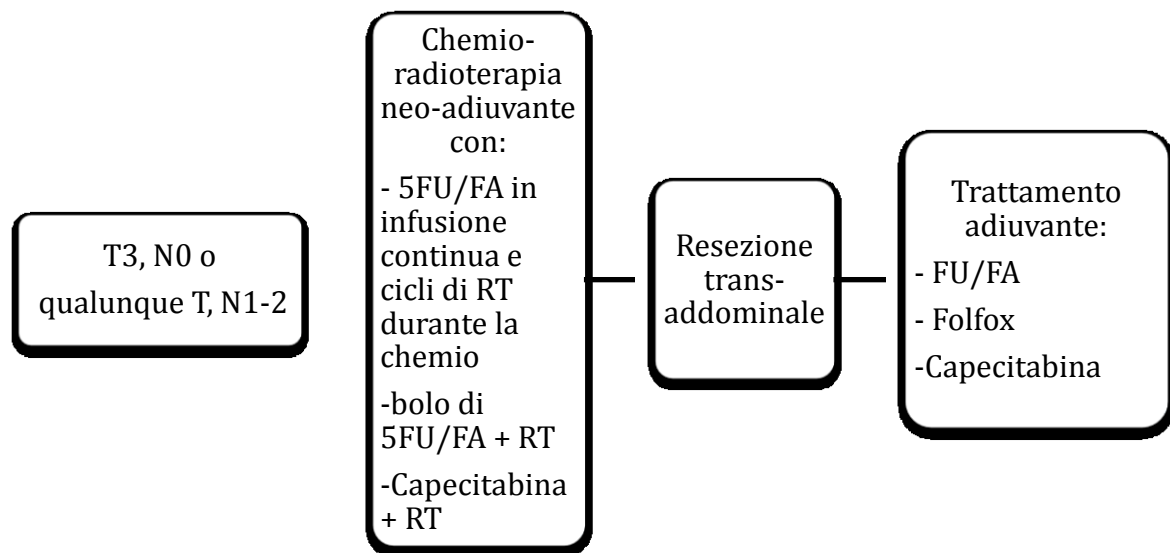 T3, N0 o
qualunque T, N1-2
Chemio-
radioterapia
neo-adiuvante
con:
- 5FU/FA in
infusione
continua e
cicli di RT
durante la
chemio
-bolo di
5FU/FA + RT
-Capecitabina
+ RT
Resezione
trans-
addominale
Trattamento
adiuvante:
- FU/FA
- Folfox
-Capecitabina